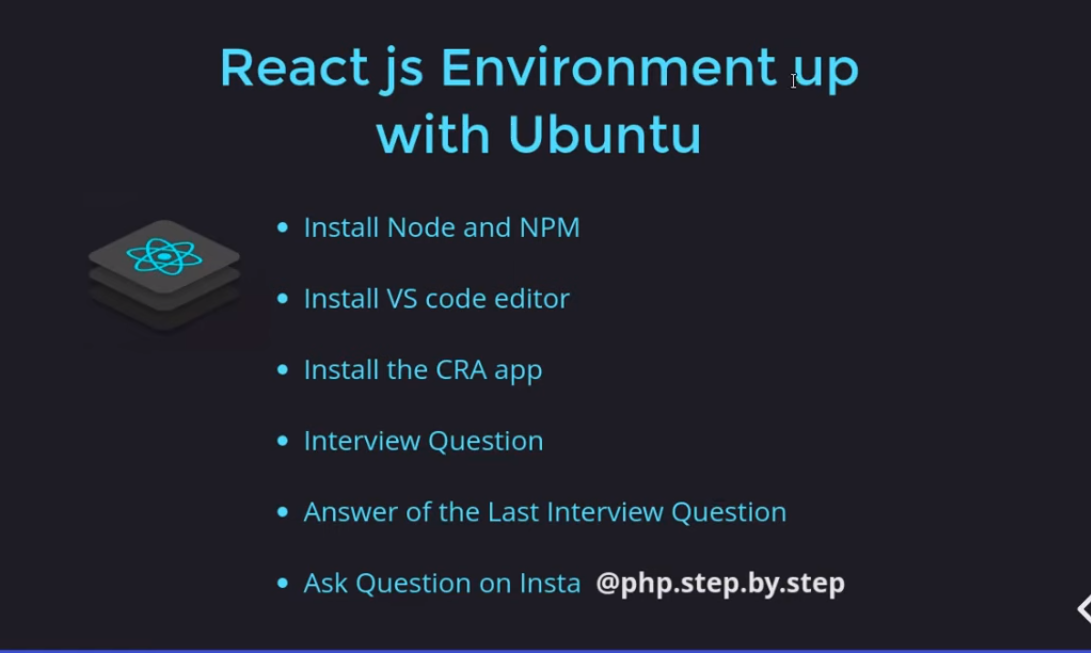 React js Environment up
with Ubuntu
Install Node and NPM
Install VS code editor
Install the CRA app
Interview Question
Answer of the Last Interview Question
Ask Question on Insta @php.step.by.step